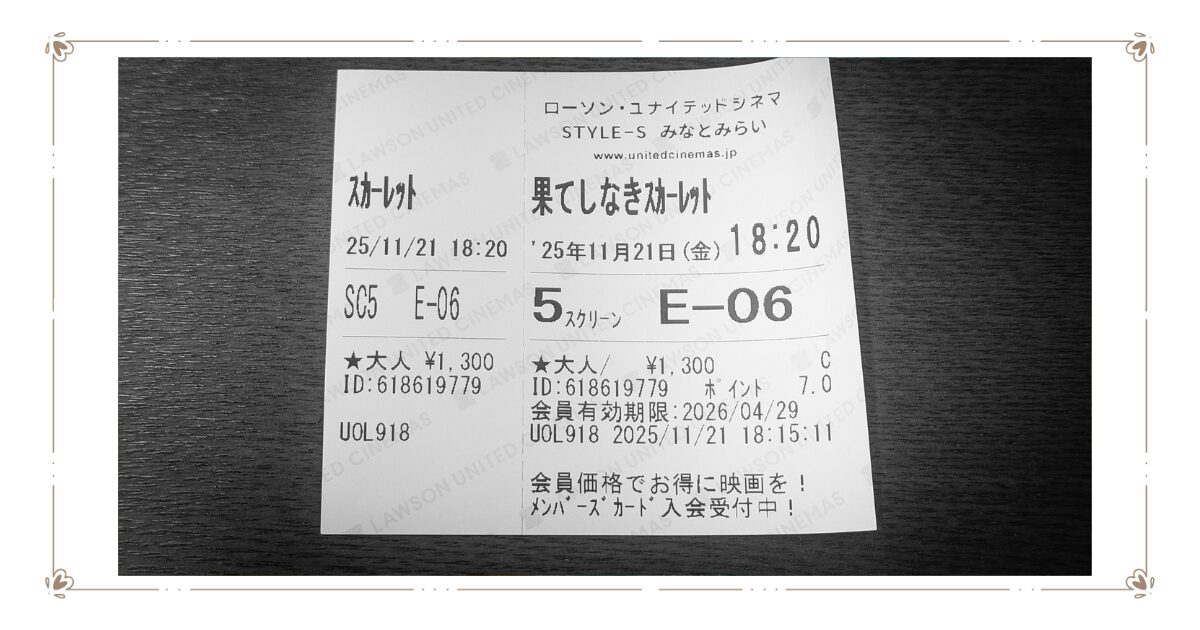 スカーレット
25/11/21 18:20
SC5 E-06
★大人 ¥1,300
ID:618619779
UOL918
ローソン・ユナイテッドシネマ
STYLE-S みなとみらい
www.unitedcinemas.jp
果てしなきスカーレット
'25年11月21日(金) 18:20
5スクリーン E-06
★大人/ ¥1,300 C
ID:618619779 ポイント 7.0
会員有効期限:2026/04/29
UOL918 2025/11/21 18:15:11
会員価格でお得に映画を!
メンバーズカード入会受付中!
LAWSON UNITED CINEMAS